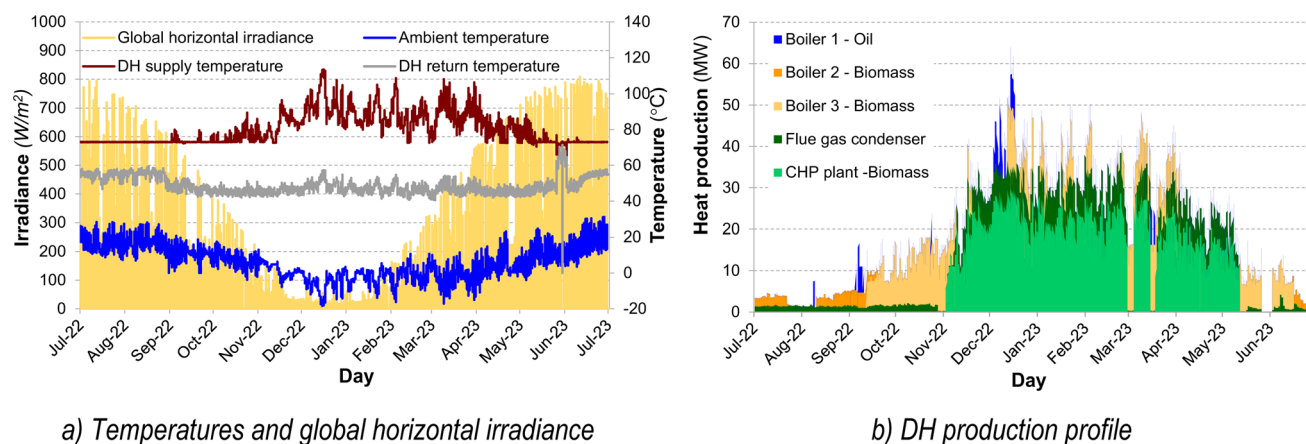 1000
900
800
700
600
500
400
300
200
100
0
Irradiance (W/m²)
Global horizontal irradiance
Ambient temperature
DH supply temperature
DH return temperature
140
120
100
80
60
40
20
0
-20
Temperature (°C)
Jul-22
Aug-22
Sep-22
Oct-22
Nov-22
Dec-22
Jan-23
Feb-23
Mar-23
Apr-23
May-23
Jun-23
Jul-23
Day
a) Temperatures and global horizontal irradiance
70
60
50
40
30
20
10
0
Heat production (MW)
Boiler 1 - Oil
Boiler 2 - Biomass
Boiler 3 - Biomass
Flue gas condenser
CHP plant -Biomass
Jul-22
Aug-22
Sep-22
Oct-22
Nov-22
Dec-22
Jan-23
Feb-23
Mar-23
Apr-23
May-23
Jun-23
Day
b) DH production profile